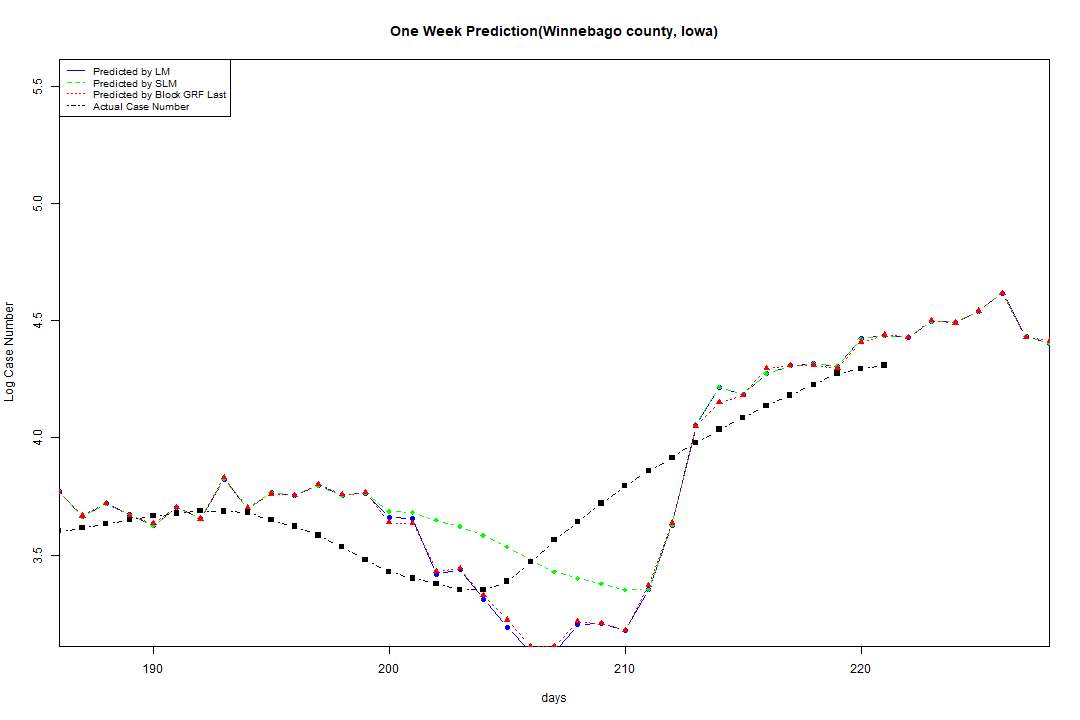 One Week Prediction(Winnebago county, Iowa)
Predicted by LM
Predicted by SLM
Predicted by Block GRF Last
Actual Case Number
5.5
5.0
4.5
4.0
3.5
Log Case Number
190 200 210 220
days